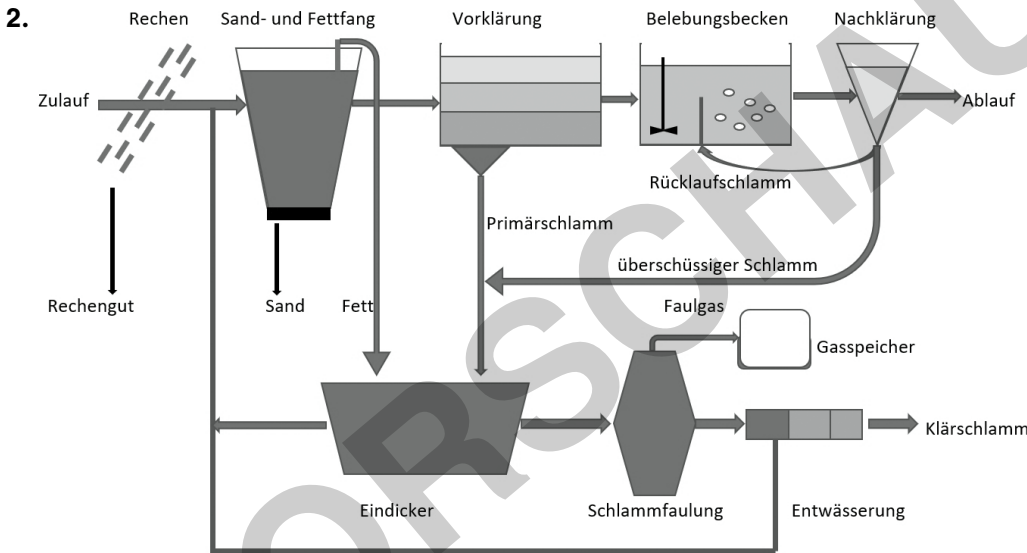 2.
Rechen
Sand- und Fettfang
Vorklärung
Belebungsbecken
Nachklärung
Zulauf
Ablauf
Rücklaufschlamm
Primärschlamm
überschüssiger Schlamm
Rechengut
Sand
Fett
Faulgas
Gasspeicher
Klärschlamm
Eindicker
Schlammfaulung
Entwässerung
ORSCHAU